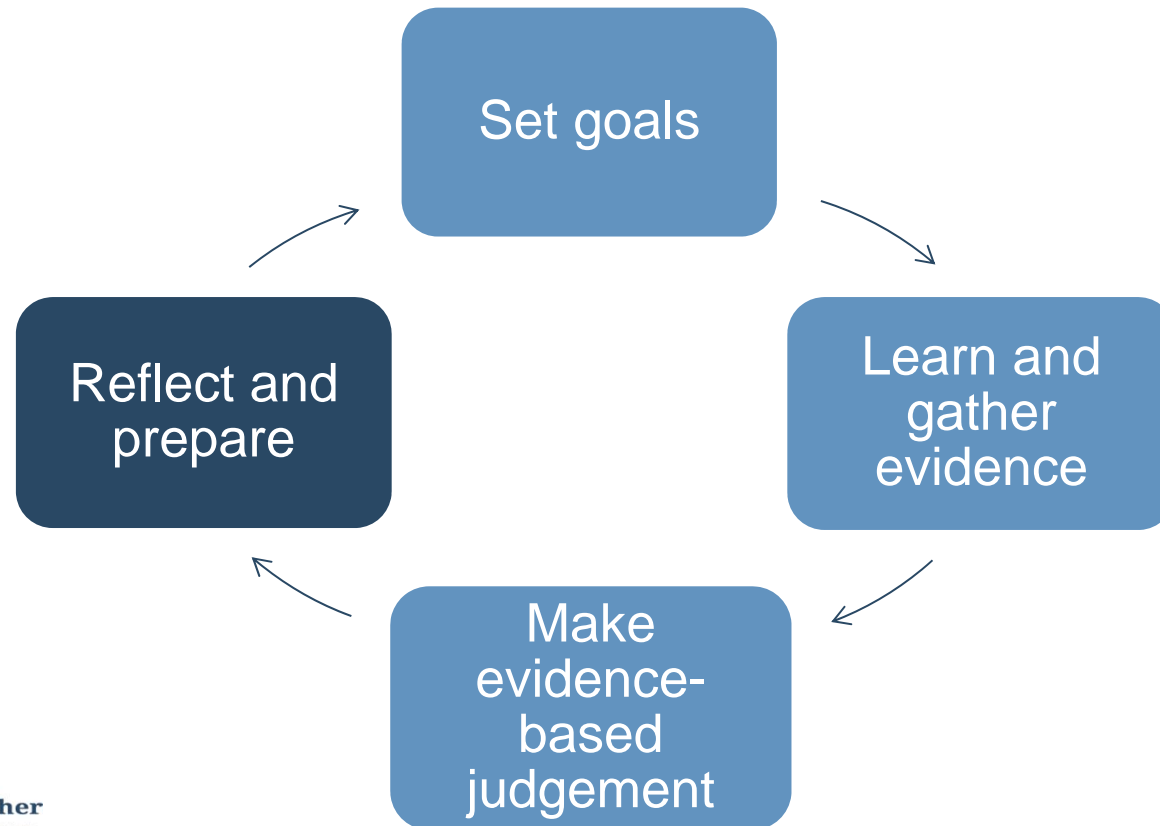 Set goals
Learn and
gather
evidence
Make
evidence-
based
judgement
Reflect and
prepare